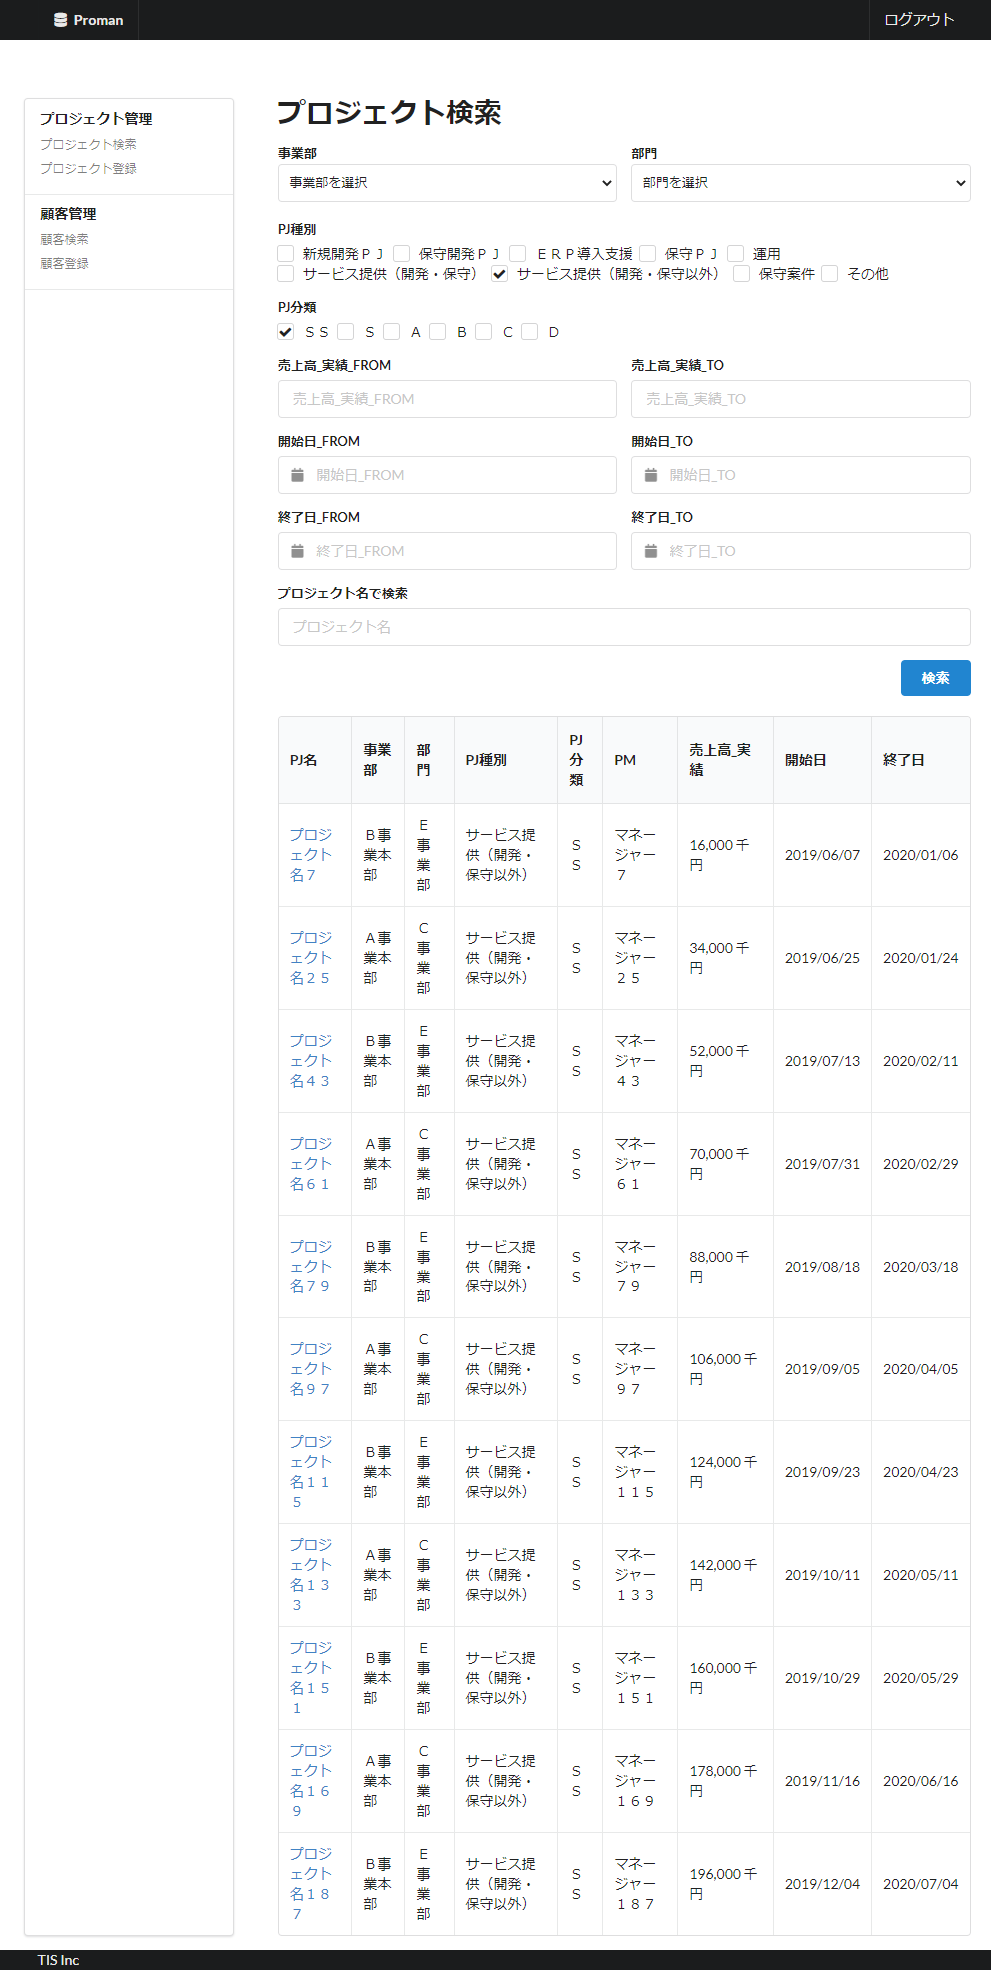 Proman
ログアウト
プロジェクト管理
プロジェクト検索
プロジェクト登録
顧客管理
顧客検索
顧客登録
プロジェクト検索
事業部 部門
事業部を選択 部門を選択
PJ種別
新規開発ＰＪ 保守開発ＰＪ ＥＲＰ導入支援 保守ＰＪ 運用
サービス提供（開発・保守） サービス提供（開発・保守以外） 保守案件 その他
PJ分類
ＳＳ Ｓ Ａ Ｂ Ｃ Ｄ
売上高_実績_FROM 売上高_実績_TO
売上高_実績_FROM 売上高_実績_TO
開始日_FROM 開始日_TO
開始日_FROM 開始日_TO
終了日_FROM 終了日_TO
終了日_FROM 終了日_TO
プロジェクト名で検索
プロジェクト名
検索
PJ名 事業部 部門 PJ種別 PJ分類 PM 売上高_実績 開始日 終了日
プロジェクト名７ Ｂ事業本部 Ｅ事業部 サービス提供（開発・保守以外） ＳＳ マネージャー７ 16,000 千円 2019/06/07 2020/01/06
プロジェクト名２５ Ａ事業本部 Ｃ事業部 サービス提供（開発・保守以外） ＳＳ マネージャー２５ 34,000 千円 2019/06/25 2020/01/24
プロジェクト名４３ Ｂ事業本部 Ｅ事業部 サービス提供（開発・保守以外） ＳＳ マネージャー４３ 52,000 千円 2019/07/13 2020/02/11
プロジェクト名６１ Ａ事業本部 Ｃ事業部 サービス提供（開発・保守以外） ＳＳ マネージャー６１ 70,000 千円 2019/07/31 2020/02/29
プロジェクト名７９ Ｂ事業本部 Ｅ事業部 サービス提供（開発・保守以外） ＳＳ マネージャー７９ 88,000 千円 2019/08/18 2020/03/18
プロジェクト名９７ Ａ事業本部 Ｃ事業部 サービス提供（開発・保守以外） ＳＳ マネージャー９７ 106,000 千円 2019/09/05 2020/04/05
プロジェクト名１１５ Ｂ事業本部 Ｅ事業部 サービス提供（開発・保守以外） ＳＳ マネージャー１１５ 124,000 千円 2019/09/23 2020/04/23
プロジェクト名１３３ Ａ事業本部 Ｃ事業部 サービス提供（開発・保守以外） ＳＳ マネージャー１３３ 142,000 千円 2019/10/11 2020/05/11
プロジェクト名１５１ Ｂ事業本部 Ｅ事業部 サービス提供（開発・保守以外） ＳＳ マネージャー１５１ 160,000 千円 2019/10/29 2020/05/29
プロジェクト名１６９ Ａ事業本部 Ｃ事業部 サービス提供（開発・保守以外） ＳＳ マネージャー１６９ 178,000 千円 2019/11/16 2020/06/16
プロジェクト名１８７ Ｂ事業本部 Ｅ事業部 サービス提供（開発・保守以外） ＳＳ マネージャー１８７ 196,000 千円 2019/12/04 2020/07/04
TIS Inc